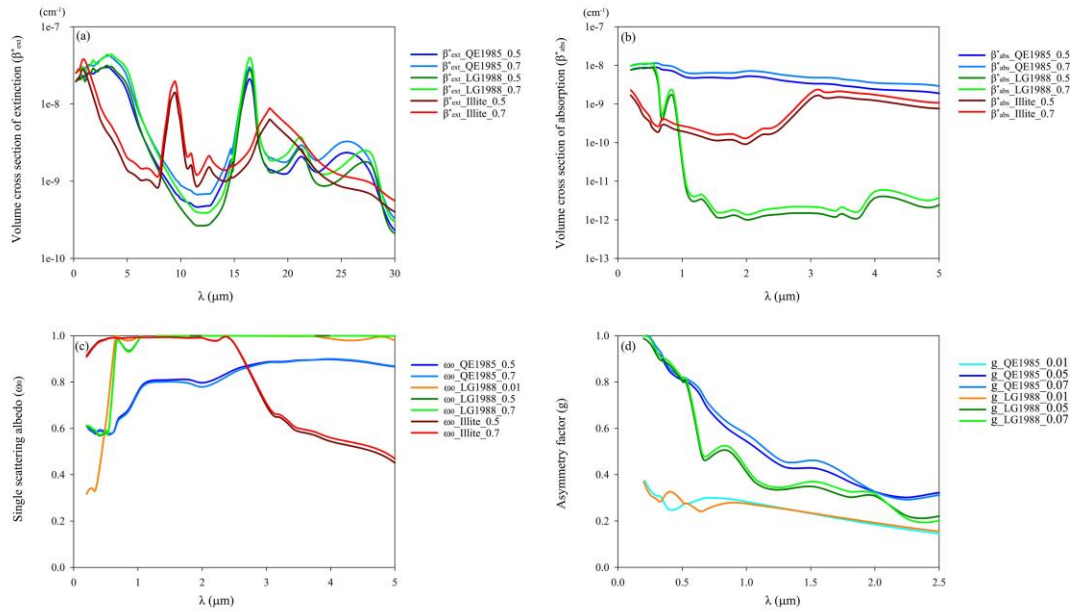 (cm⁻¹)
1e-7
1e-8
1e-9
1e-10
Volume cross section of extinction (β*ext)
(a)
β*ext_QE1985_0.5
β*ext_QE1985_0.7
β*ext_LG1988_0.5
β*ext_LG1988_0.7
β*ext_Illite_0.5
β*ext_Illite_0.7
0 5 10 15 20 25 30
λ (μm)
(cm⁻¹)
1e-7
1e-8
1e-9
1e-10
1e-11
1e-12
1e-13
Volume cross section of absorption (β*abs)
(b)
β*abs_QE1985_0.5
β*abs_QE1985_0.7
β*abs_LG1988_0.5
β*abs_LG1988_0.7
β*abs_Illite_0.5
β*abs_Illite_0.7
0 1 2 3 4 5
λ (μm)
1.0
0.8
0.6
0.4
0.2
0.0
Single scattering albedo (ω0)
(c)
ω0_QE1985_0.5
ω0_QE1985_0.7
ω0_LG1988_0.01
ω0_LG1988_0.5
ω0_LG1988_0.7
ω0_Illite_0.5
ω0_Illite_0.7
0 1 2 3 4 5
λ (μm)
1.0
0.8
0.6
0.4
0.2
0.0
Asymmetry factor (g)
(d)
g_QE1985_0.01
g_QE1985_0.05
g_QE1985_0.07
g_LG1988_0.01
g_LG1988_0.05
g_LG1988_0.07
0.0 0.5 1.0 1.5 2.0 2.5
λ (μm)